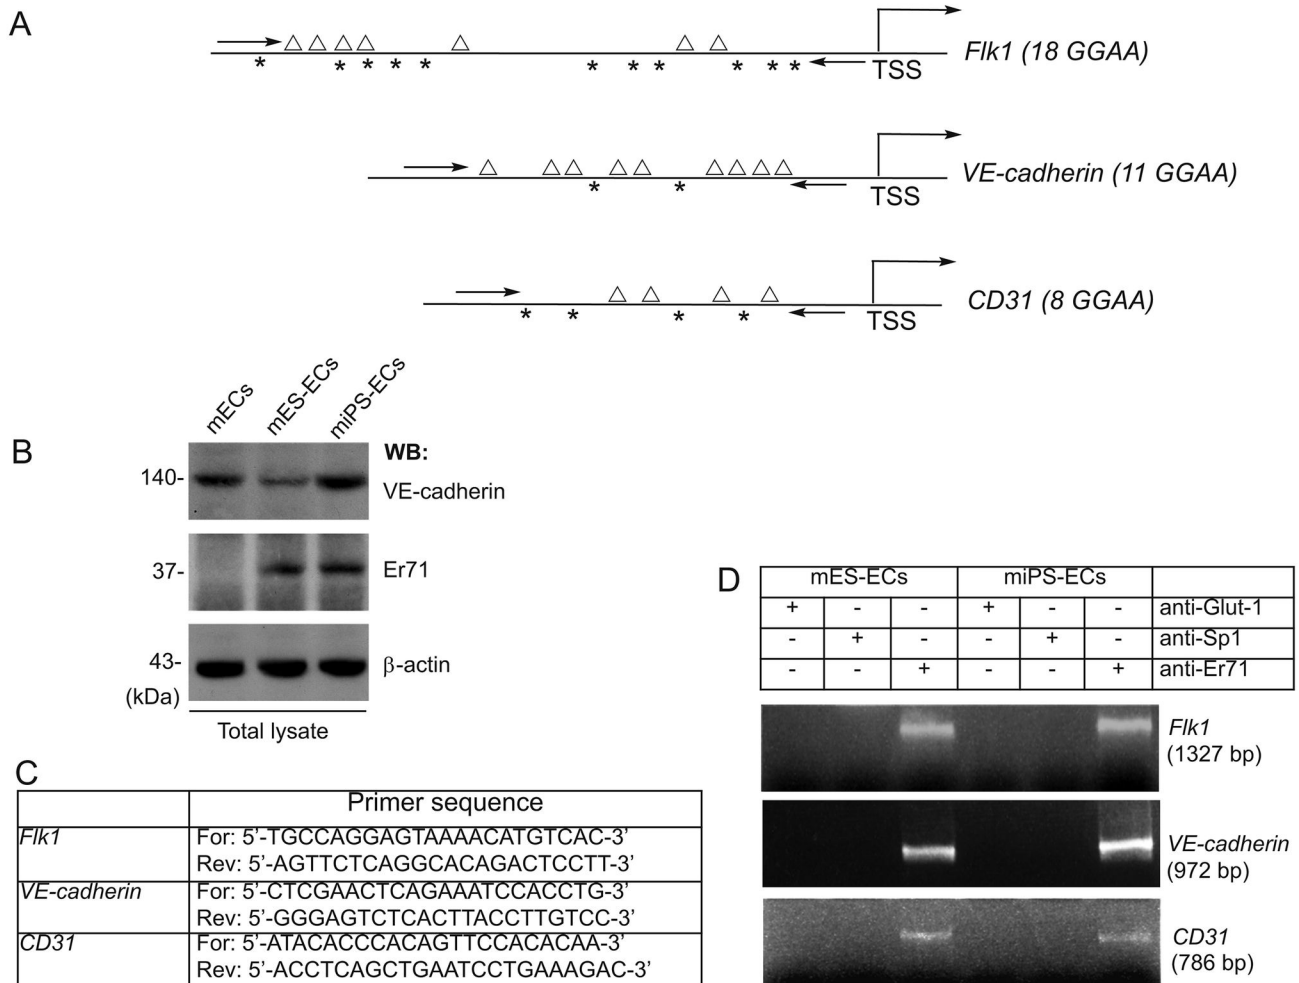 A
Flk1 (18 GGAA)
TSS
* * * * * * * * * * *
VE-cadherin (11 GGAA)
TSS
* *
CD31 (8 GGAA)
TSS
* * * *
B
mECs mES-ECs miPS-ECs
WB:
140- VE-cadherin
37- Er71
43- β-actin
(kDa)
Total lysate
C
Primer sequence
Flk1 For: 5’-TGCCAGGAGTAAAACATGTCAC-3’
Rev: 5’-AGTTCTCAGGCACAGACTCCTT-3’
VE-cadherin For: 5’-CTCGAACTCAGAAATCCACCTG-3’
Rev: 5’-GGGAGTCTCACTTACCTTGTCC-3’
CD31 For: 5’-ATACACCCACAGTTCCACACAA-3’
Rev: 5’-ACCTCAGCTGAATCCTGAAAGAC-3’
D
mES-ECs miPS-ECs
+ - - + - - anti-Glut-1
- + - - + - anti-Sp1
- - + - - + anti-Er71
Flk1
(1327 bp)
VE-cadherin
(972 bp)
CD31
(786 bp)